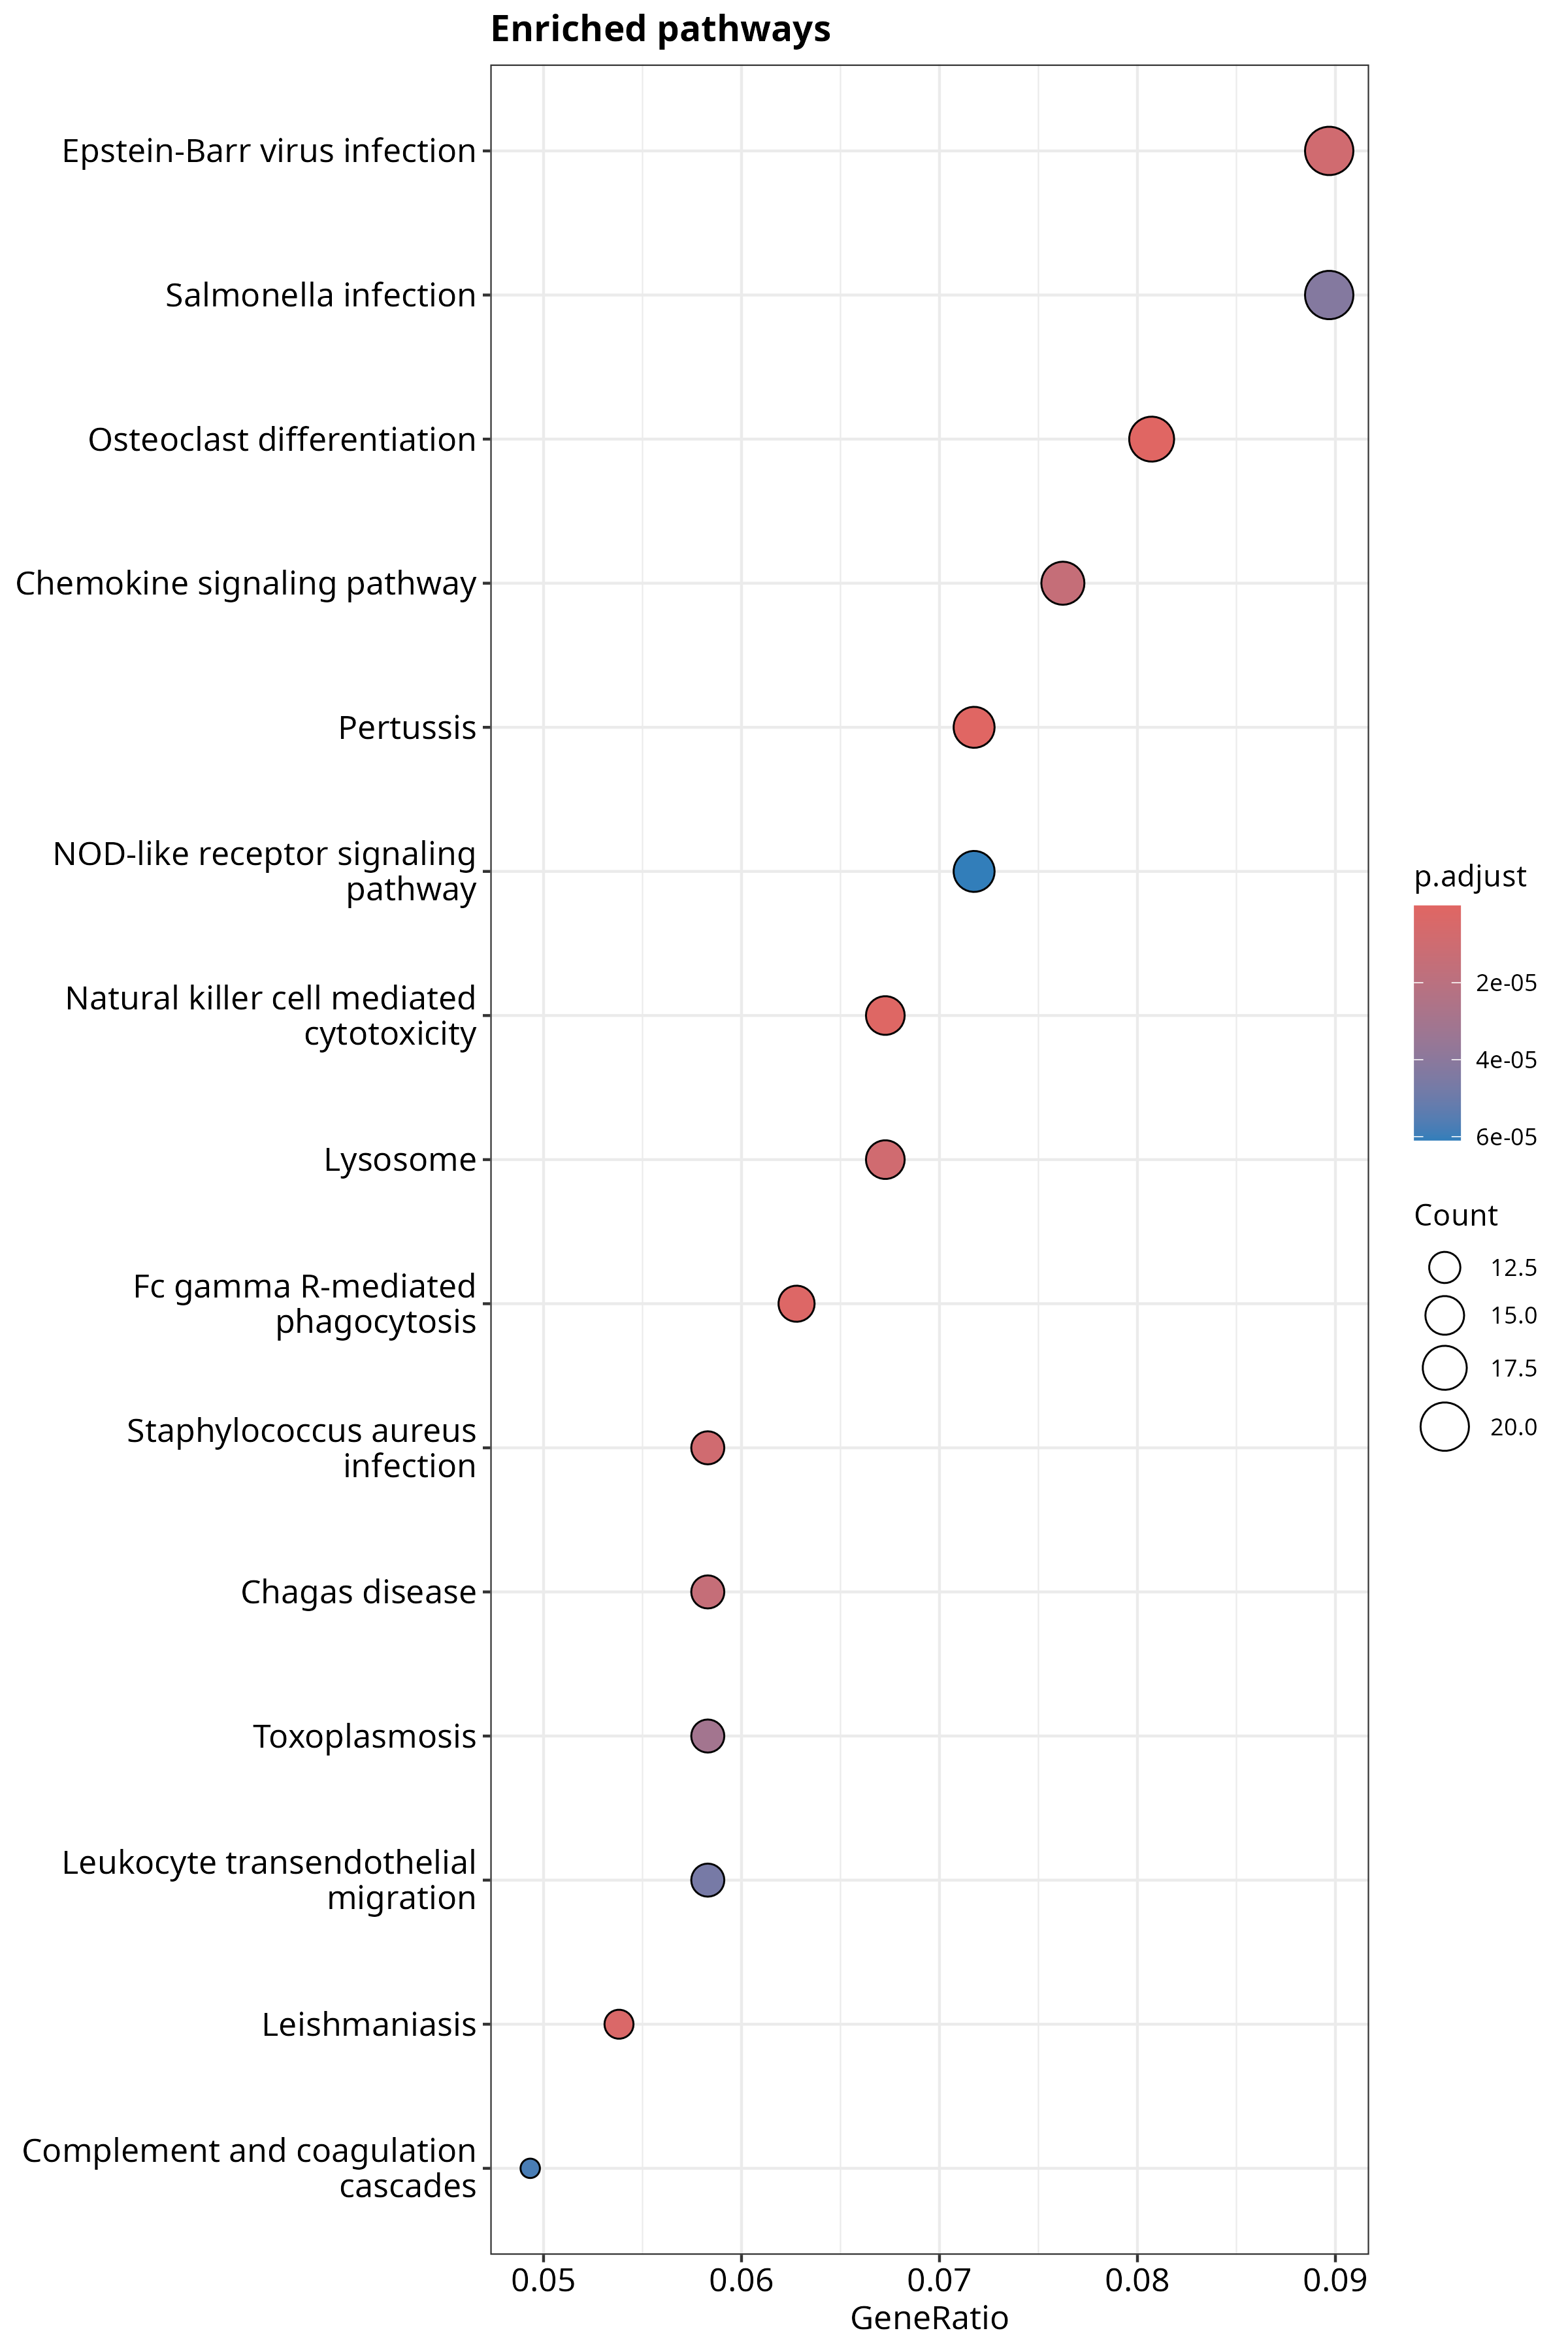 Enriched pathways
Epstein-Barr virus infection
Salmonella infection
Osteoclast differentiation
Chemokine signaling pathway
Pertussis
NOD-like receptor signaling
pathway
Natural killer cell mediated
cytotoxicity
Lysosome
Fc gamma R-mediated
phagocytosis
Staphylococcus aureus
infection
Chagas disease
Toxoplasmosis
Leukocyte transendothelial
migration
Leishmaniasis
Complement and coagulation
cascades
0.05 0.06 0.07 0.08 0.09
GeneRatio
p.adjust
2e-05
4e-05
6e-05
Count
12.5
15.0
17.5
20.0